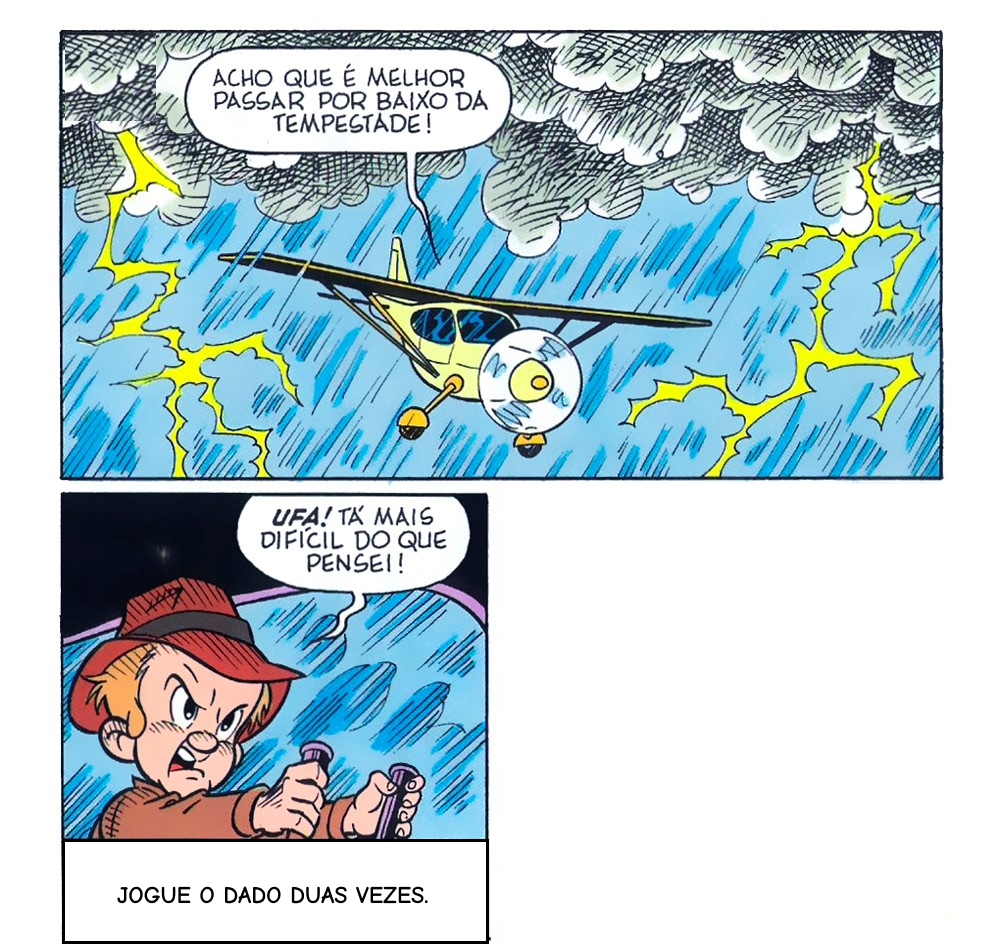 ACHO QUE É MELHOR
PASSAR POR BAIXO DA
TEMPESTADE!
UFA! TÁ MAIS
DIFÍCIL DO QUE
PENSEI!
JOGUE O DADO DUAS VEZES.